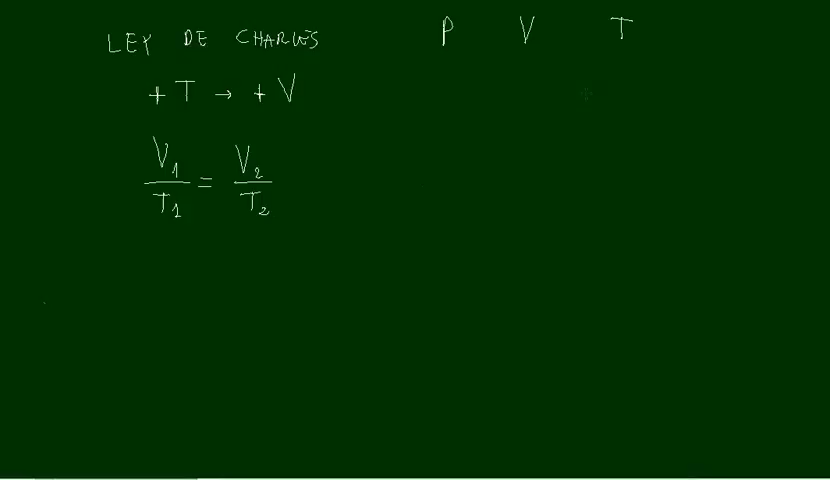 LEY DE CHARLES P V T
+ T → + V
V₁/T₁ = V₂/T₂